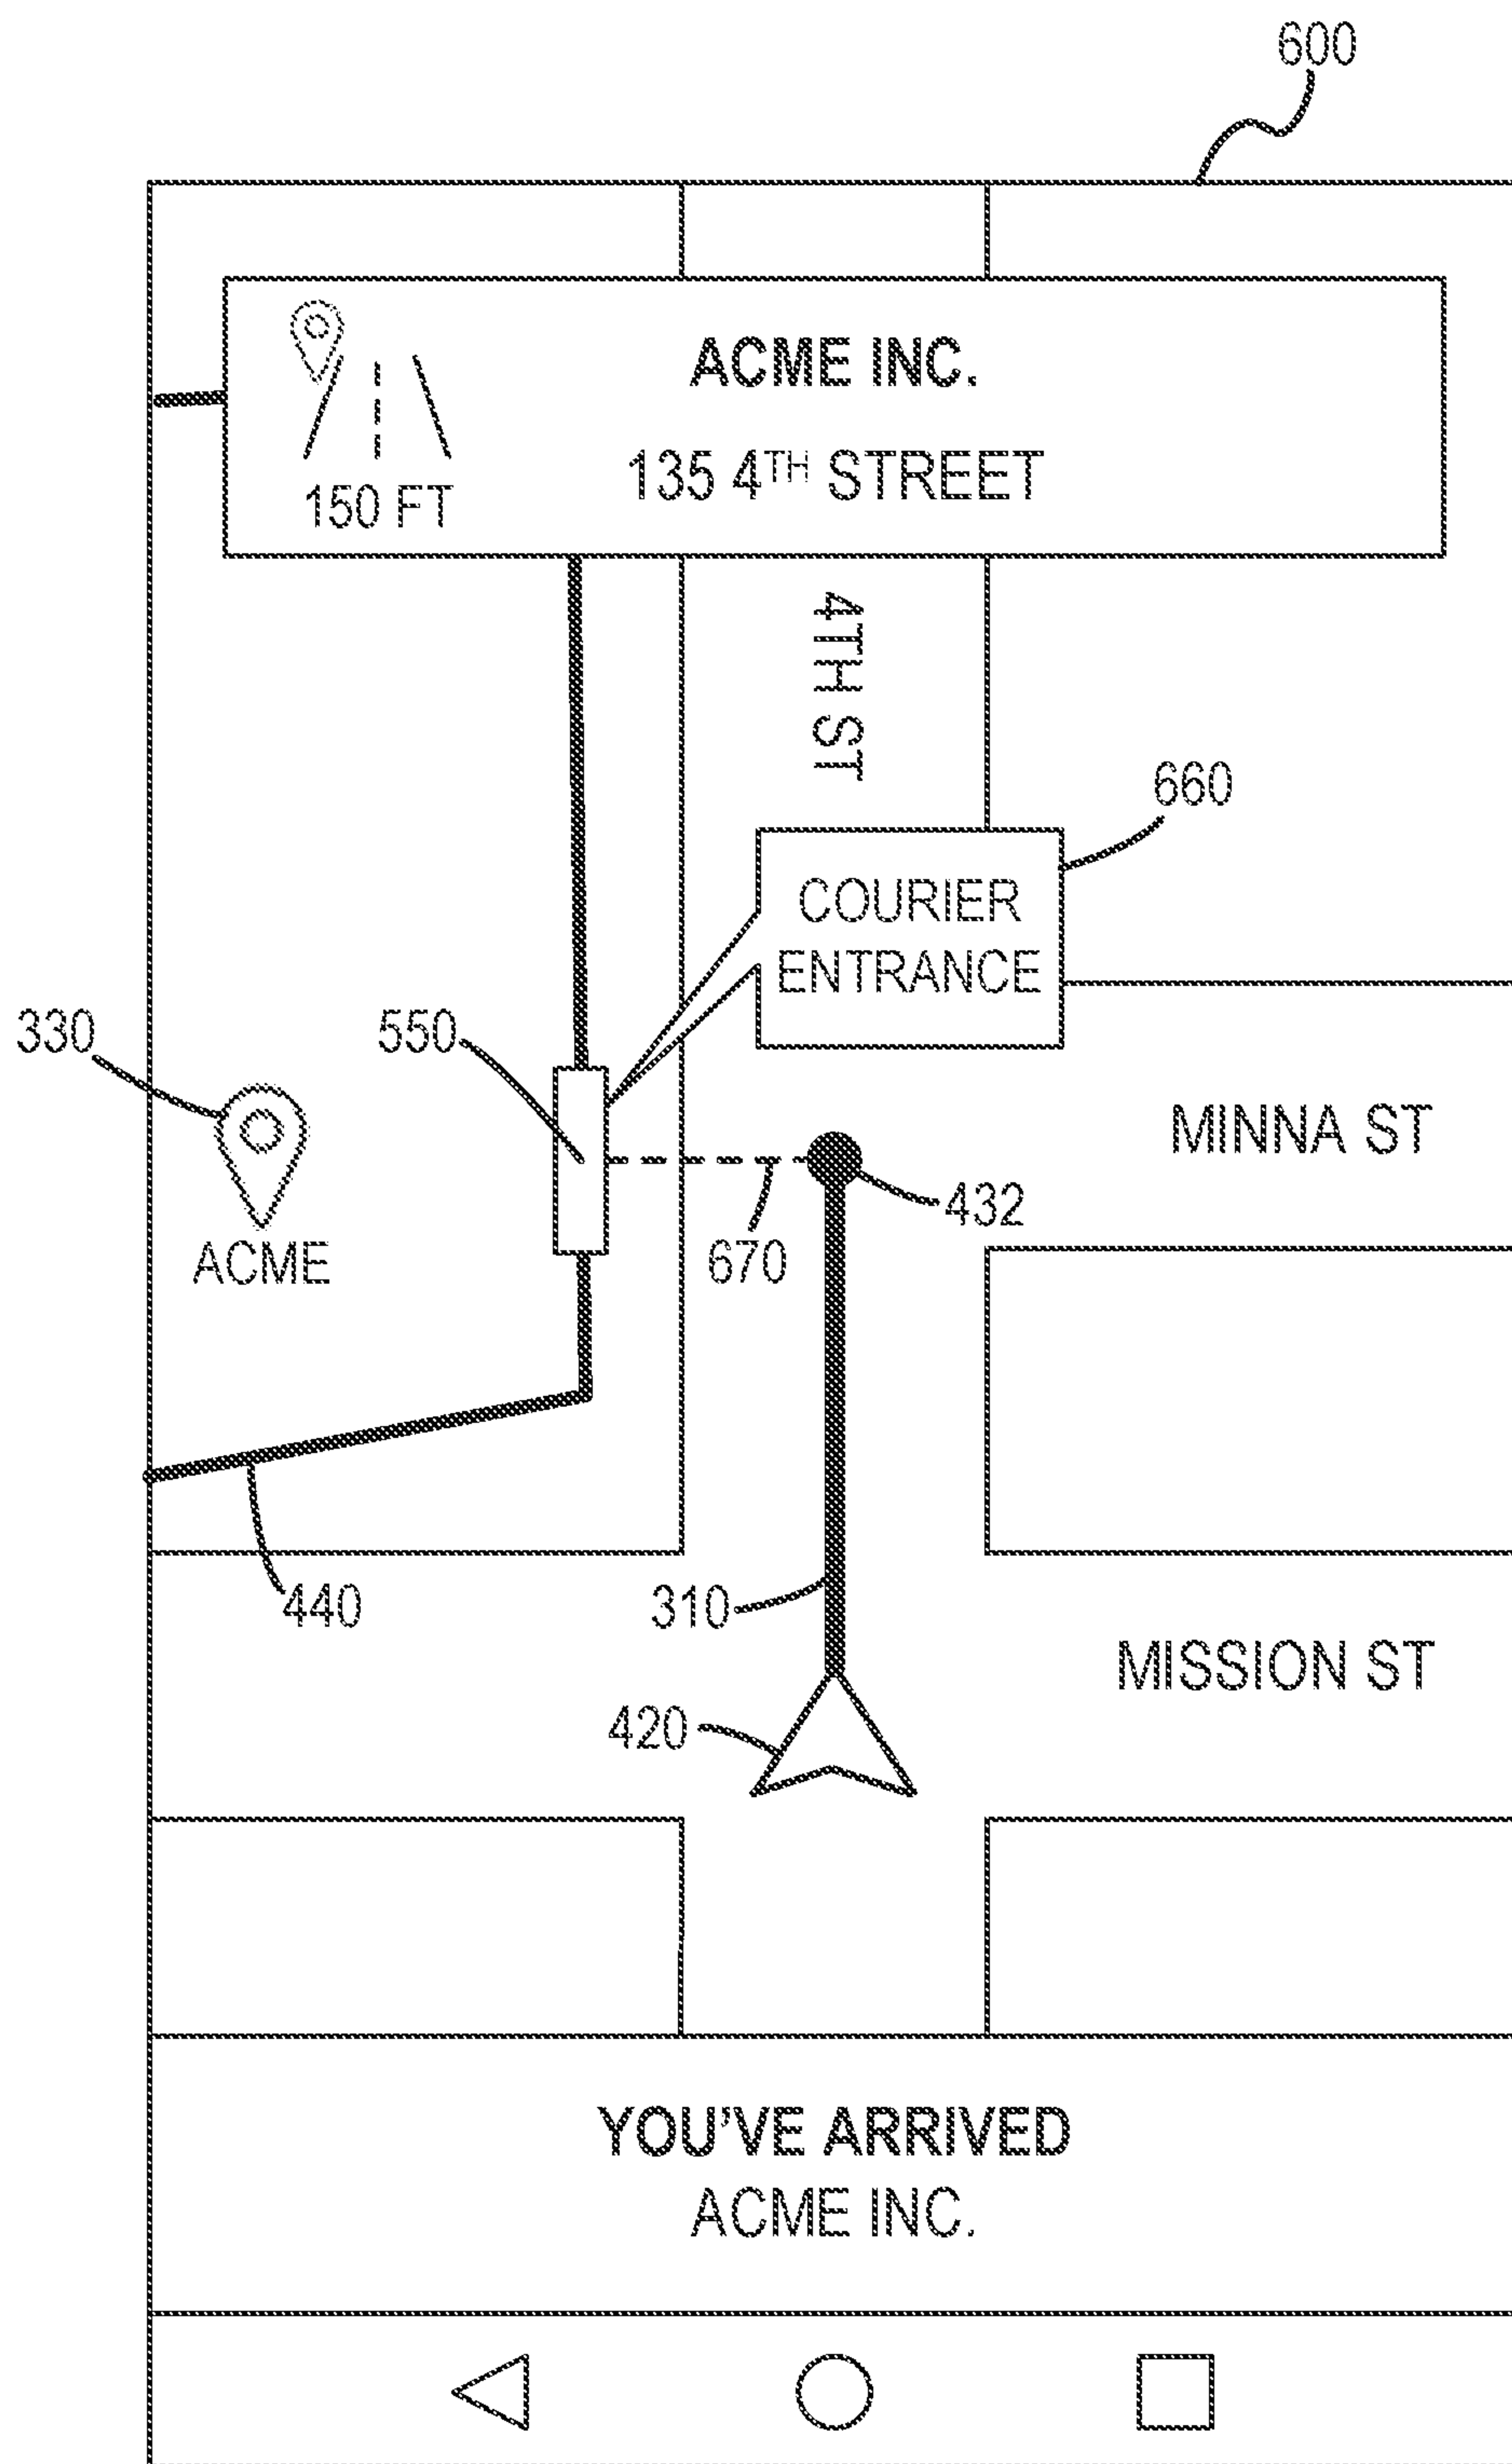 600
ACME INC.
135 4TH STREET
150 FT
4TH ST
660
COURIER
ENTRANCE
330
550
MINNA ST
432
ACME
670
440
310
MISSION ST
420
YOU'VE ARRIVED
ACME INC.